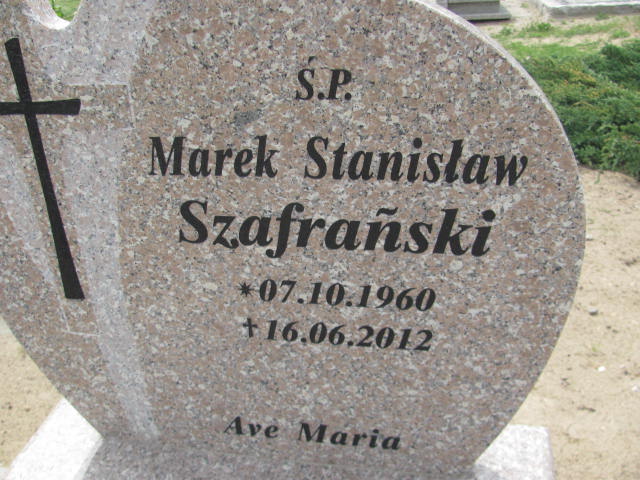 Ś.P.
Marek Stanisław
Szafrański
*07.10.1960
✝16.06.2012
Ave Maria